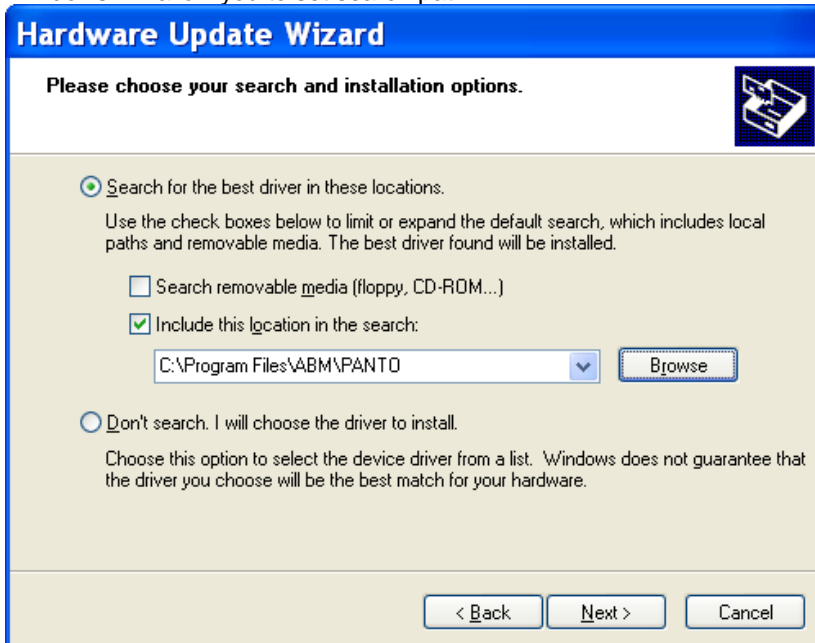 Hardware Update Wizard
Please choose your search and installation options.
Search for the best driver in these locations.
Use the check boxes below to limit or expand the default search, which includes local
paths and removable media. The best driver found will be installed.
Search removable media (floppy, CD-ROM...)
Include this location in the search:
C:\Program Files\ABM\PANTO
Browse
Don't search. I will choose the driver to install.
Choose this option to select the device driver from a list. Windows does not guarantee that
the driver you choose will be the best match for your hardware.
< Back Next > Cancel